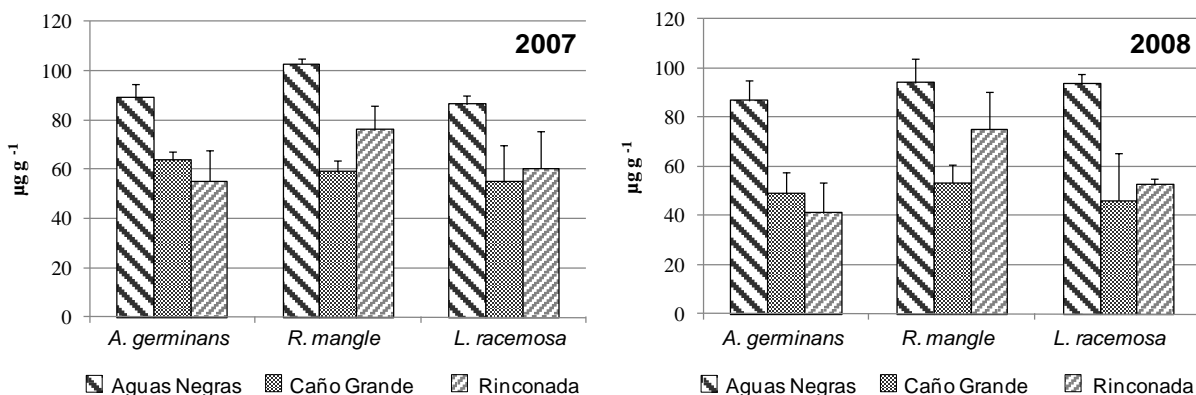 2007
120
100
80
60
40
20
0
µg g -1
A. germinans R. mangle L. racemosa
Aguas Negras Caño Grande Rinconada
2008
120
100
80
60
40
20
0
µg g -1
A. germinans R. mangle L. racemosa
Aguas Negras Caño Grande Rinconada